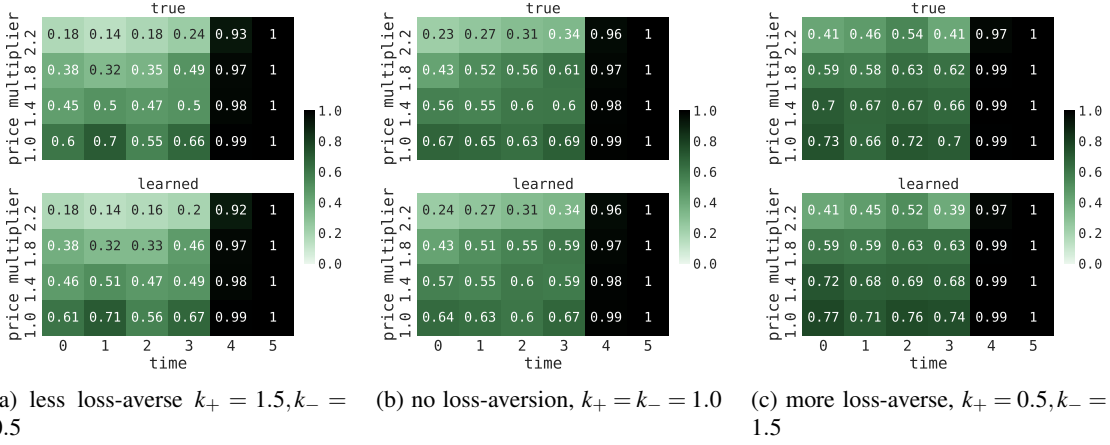 true
price multiplier
2.2 0.18 0.14 0.18 0.24 0.93 1
1.8 0.38 0.32 0.35 0.49 0.97 1
1.4 0.45 0.5 0.47 0.5 0.98 1
1.0 0.6 0.7 0.55 0.66 0.99 1
1.0
0.8
0.6
0.4
0.2
0.0
learned
price multiplier
2.2 0.18 0.14 0.16 0.2 0.92 1
1.8 0.38 0.32 0.33 0.46 0.97 1
1.4 0.46 0.51 0.47 0.49 0.98 1
1.0 0.61 0.71 0.56 0.67 0.99 1
0 1 2 3 4 5
time
a) less loss-averse k₊ = 1.5, k₋ =
0.5
true
price multiplier
2.2 0.23 0.27 0.31 0.34 0.96 1
1.8 0.43 0.52 0.56 0.61 0.97 1
1.4 0.56 0.55 0.6 0.6 0.98 1
1.0 0.67 0.65 0.63 0.69 0.99 1
1.0
0.8
0.6
0.4
0.2
0.0
learned
price multiplier
2.2 0.24 0.27 0.31 0.34 0.96 1
1.8 0.43 0.51 0.55 0.59 0.97 1
1.4 0.57 0.55 0.6 0.59 0.98 1
1.0 0.64 0.63 0.6 0.67 0.99 1
0 1 2 3 4 5
time
(b) no loss-aversion, k₊ = k₋ = 1.0
true
price multiplier
2.2 0.41 0.46 0.54 0.41 0.97 1
1.8 0.59 0.58 0.63 0.62 0.99 1
1.4 0.7 0.67 0.67 0.66 0.99 1
1.0 0.73 0.66 0.72 0.7 0.99 1
1.0
0.8
0.6
0.4
0.2
0.0
learned
price multiplier
2.2 0.41 0.45 0.52 0.39 0.97 1
1.8 0.59 0.59 0.63 0.63 0.99 1
1.4 0.72 0.68 0.69 0.68 0.99 1
1.0 0.77 0.71 0.76 0.74 0.99 1
0 1 2 3 4 5
time
(c) more loss-averse, k₊ = 0.5, k₋ =
1.5